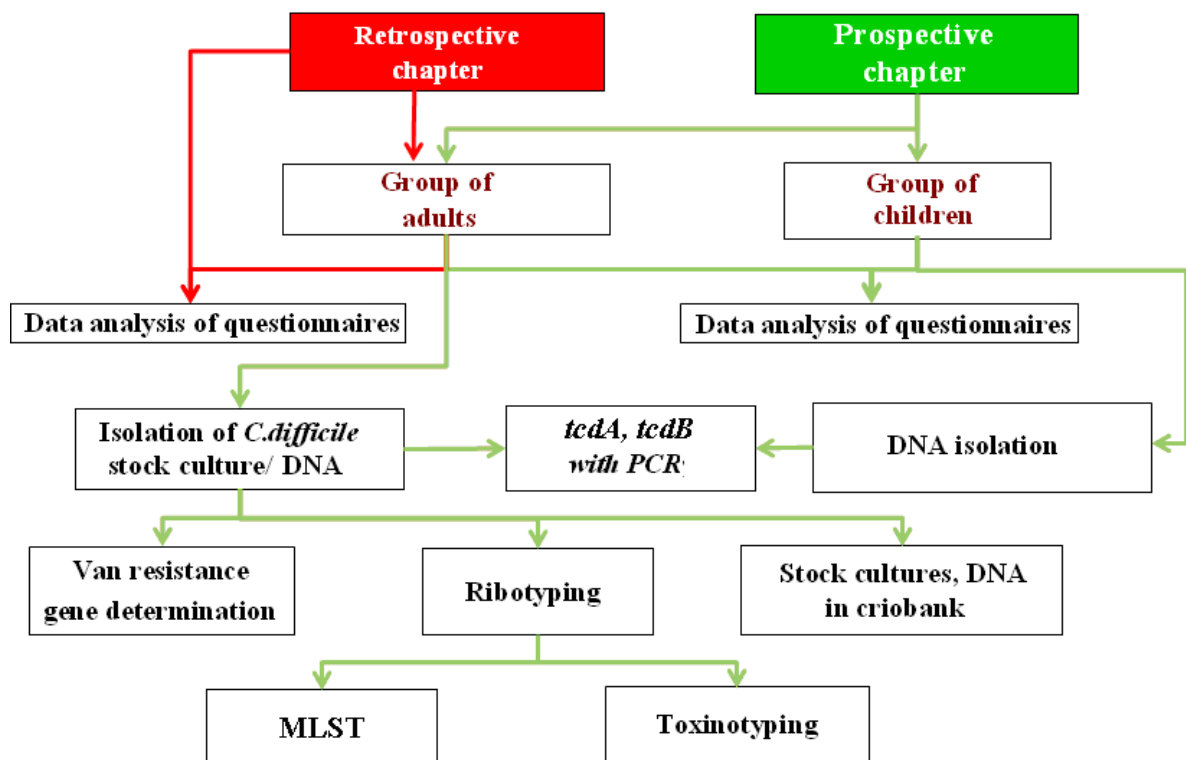 Retrospective
chapter
Prospective
chapter
Group of
adults
Group of
children
Data analysis of questionnaires
Data analysis of questionnaires
Isolation of C.difficile
stock culture/ DNA
tcdA, tcdB
with PCR
DNA isolation
Van resistance
gene determination
Ribotyping
Stock cultures, DNA
in criobank
MLST
Toxinotyping